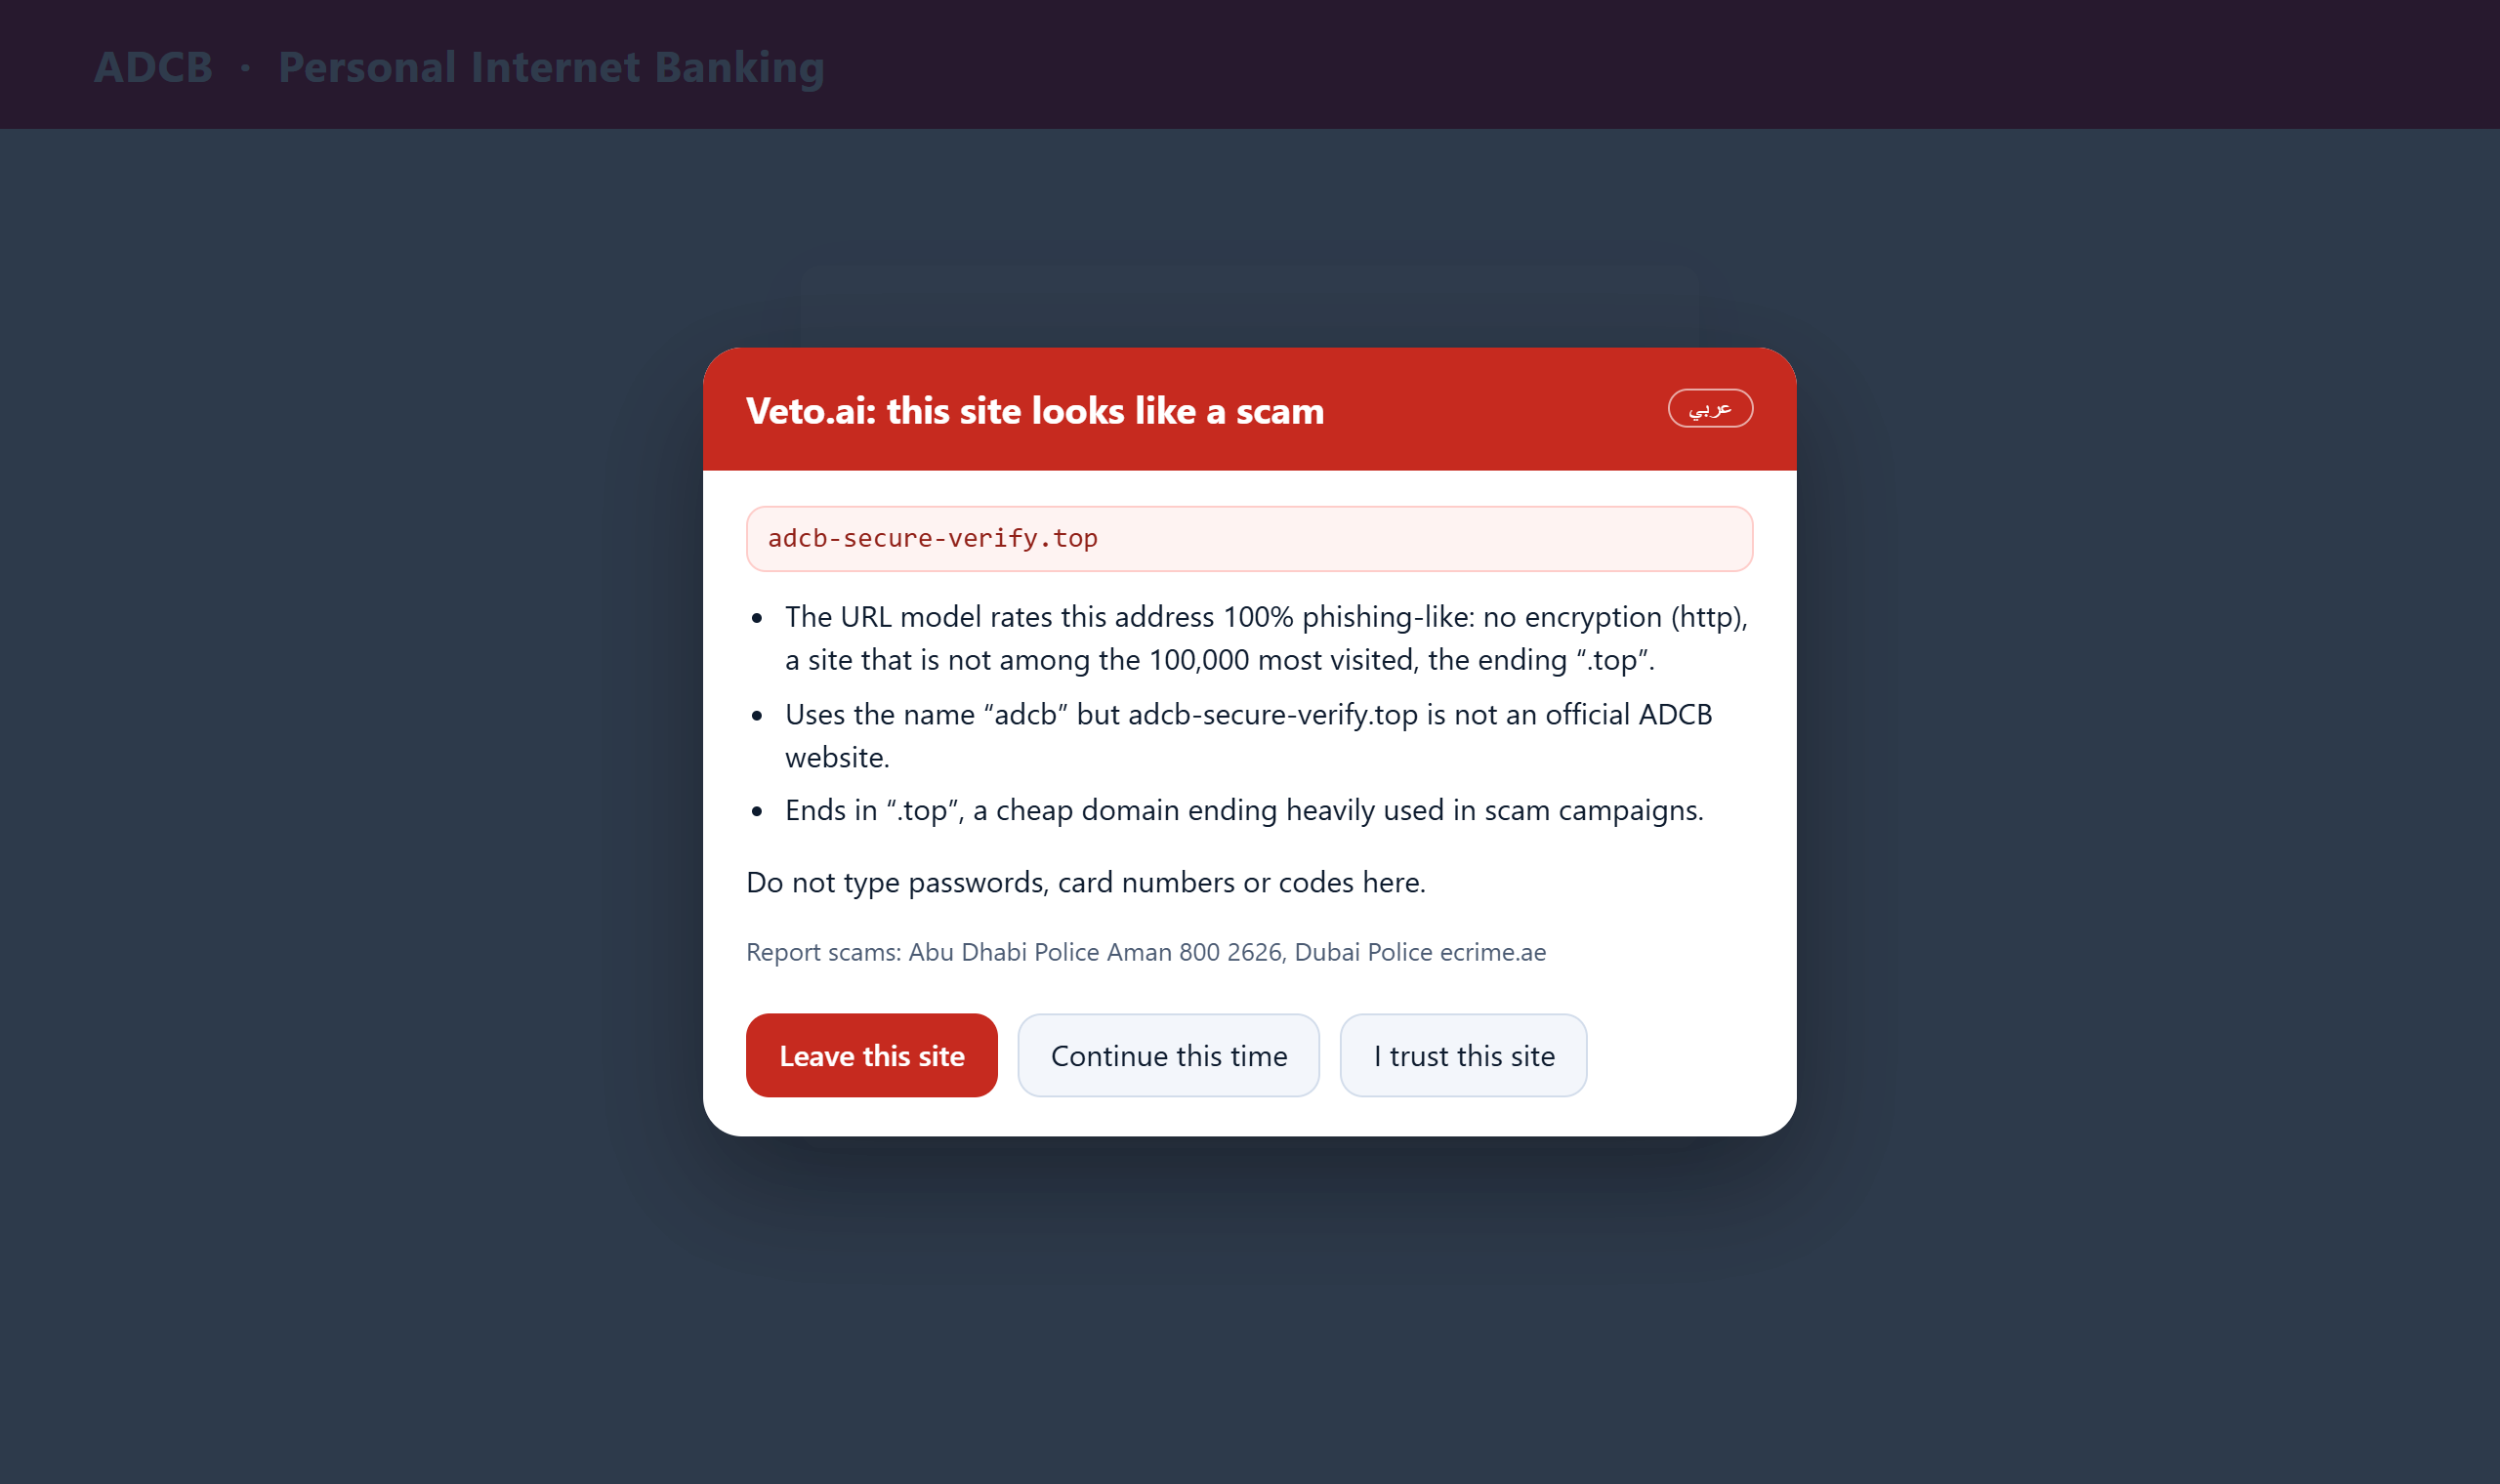 ADCB · Personal Internet Banking
Veto.ai: this site looks like a scam
عربي
adcb-secure-verify.top
• The URL model rates this address 100% phishing-like: no encryption (http),
a site that is not among the 100,000 most visited, the ending “.top”.
• Uses the name “adcb” but adcb-secure-verify.top is not an official ADCB
website.
• Ends in “.top”, a cheap domain ending heavily used in scam campaigns.
Do not type passwords, card numbers or codes here.
Report scams: Abu Dhabi Police Aman 800 2626, Dubai Police ecrime.ae
Leave this site
Continue this time
I trust this site